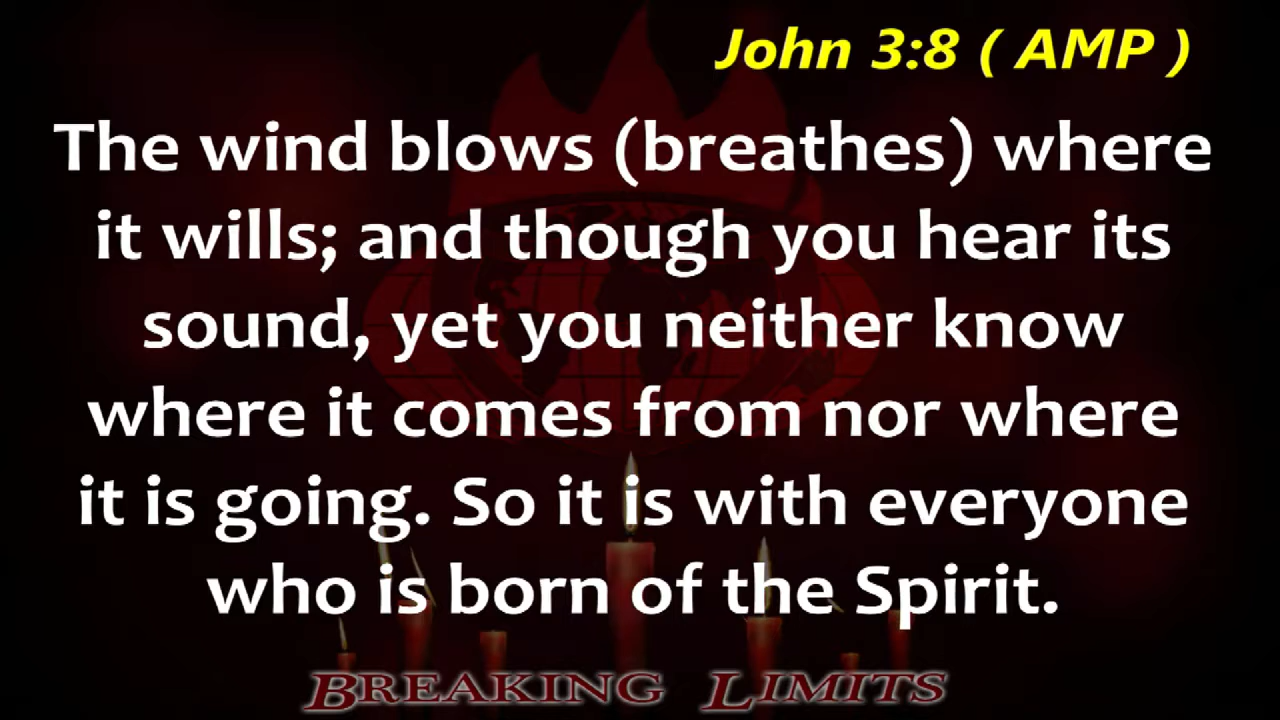 John 3:8 ( AMP )
The wind blows (breathes) where
it wills; and though you hear its
sound, yet you neither know
where it comes from nor where
it is going. So it is with everyone
who is born of the Spirit.
BREAKING LIMITS